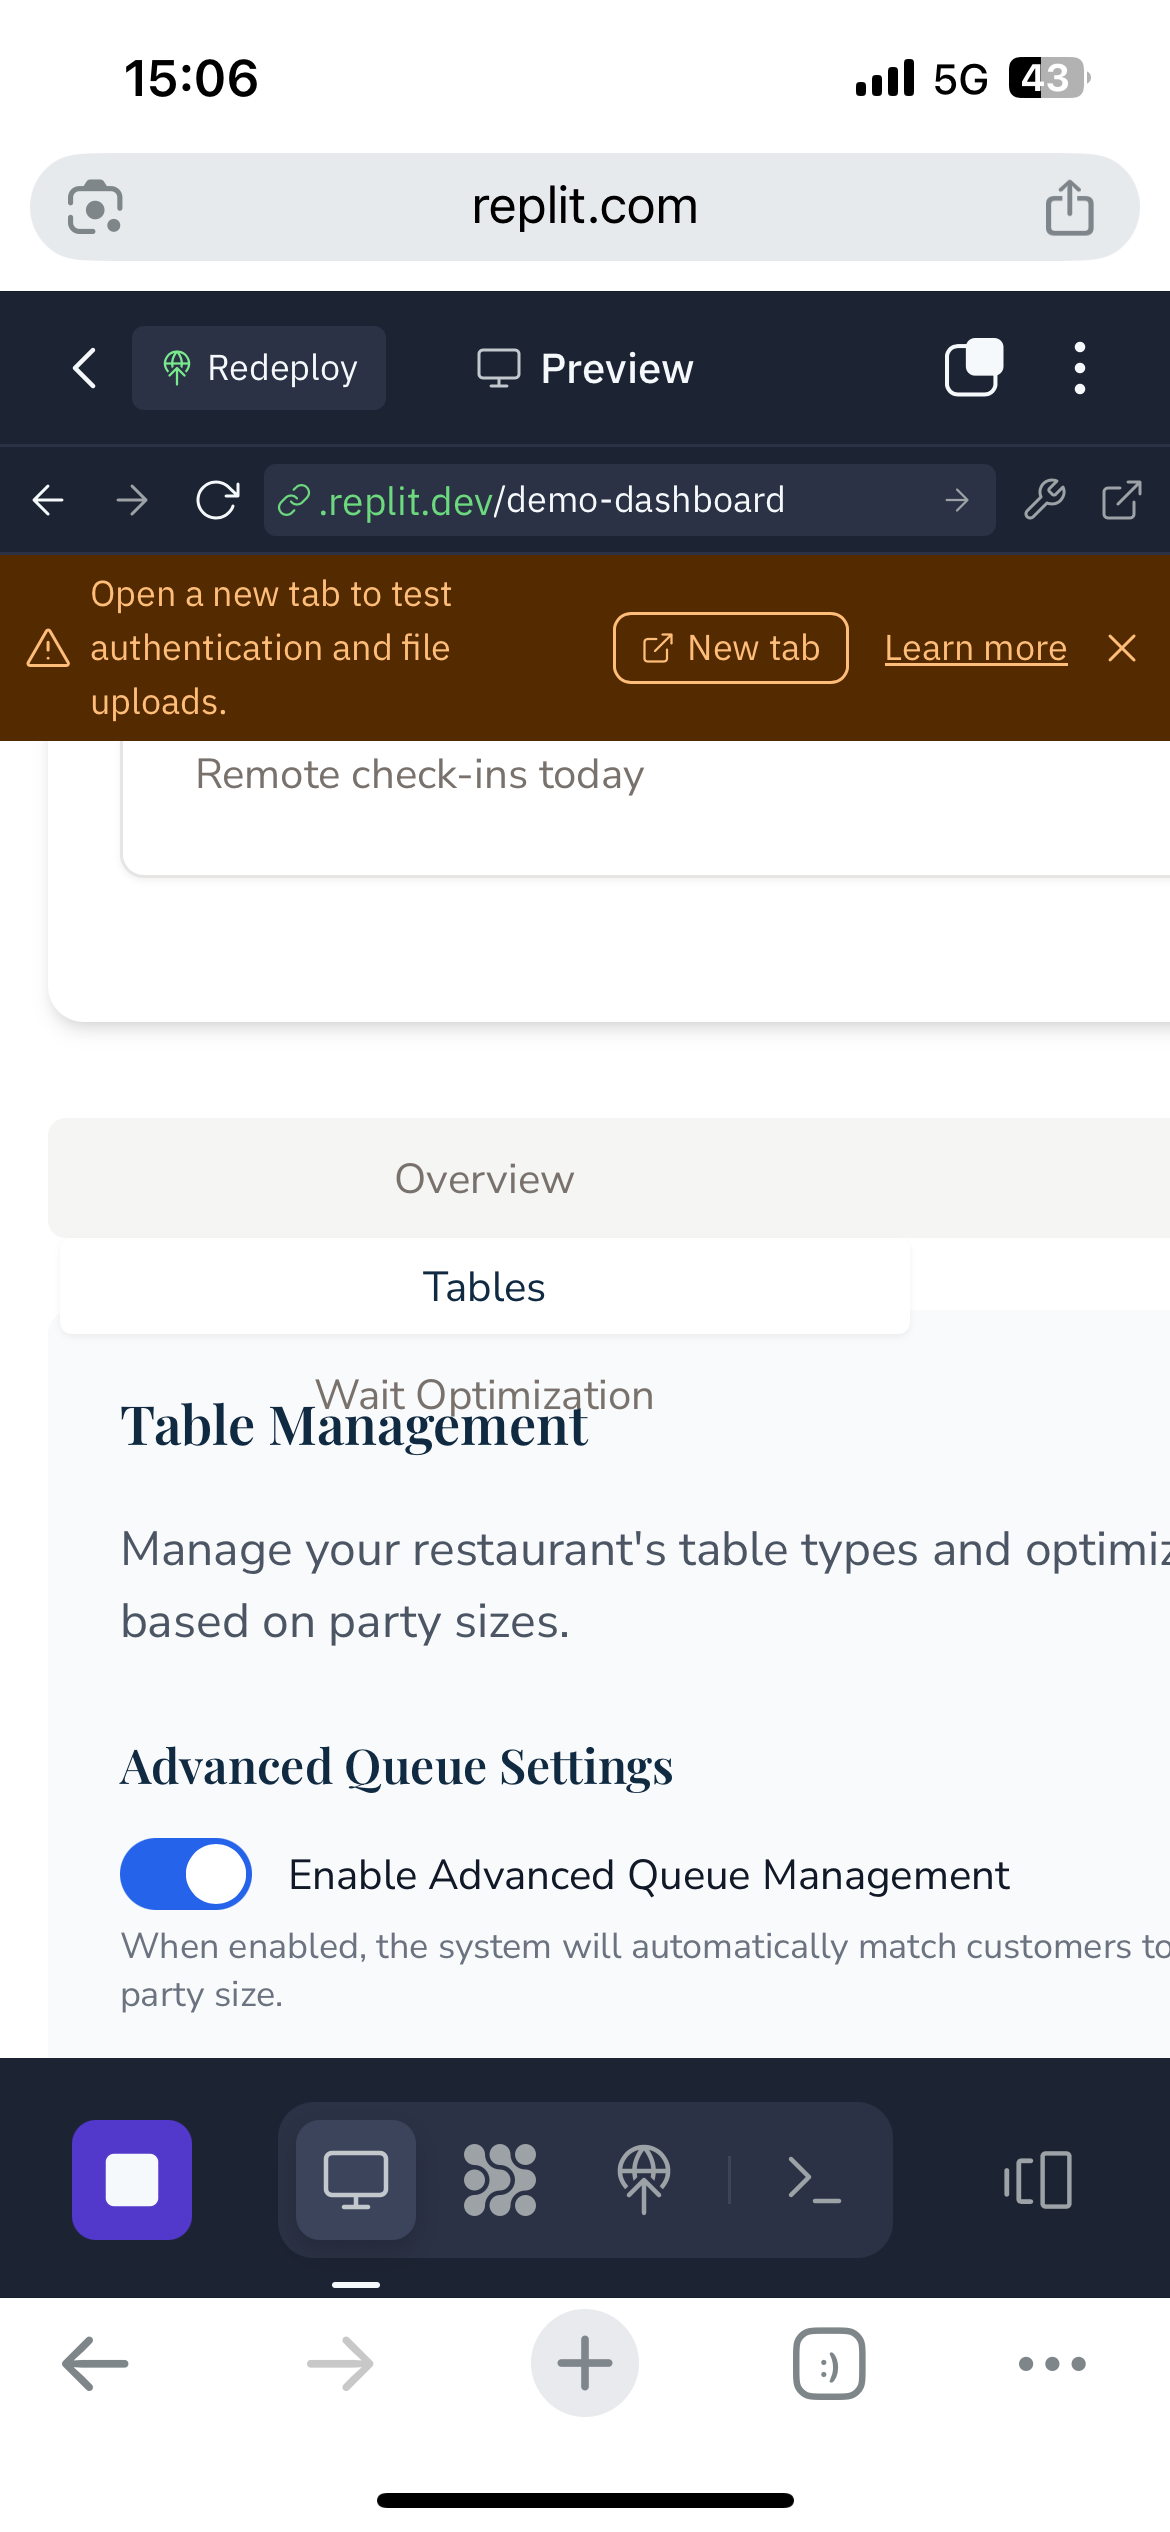 15:06
5G 43
replit.com
Redeploy
Preview
.replit.dev/demo-dashboard
Open a new tab to test
authentication and file
uploads.
New tab
Learn more
Remote check-ins today
Overview
Tables
Wait Optimization
Table Management
Manage your restaurant's table types and optimiz
based on party sizes.
Advanced Queue Settings
Enable Advanced Queue Management
When enabled, the system will automatically match customers to
party size.
:)